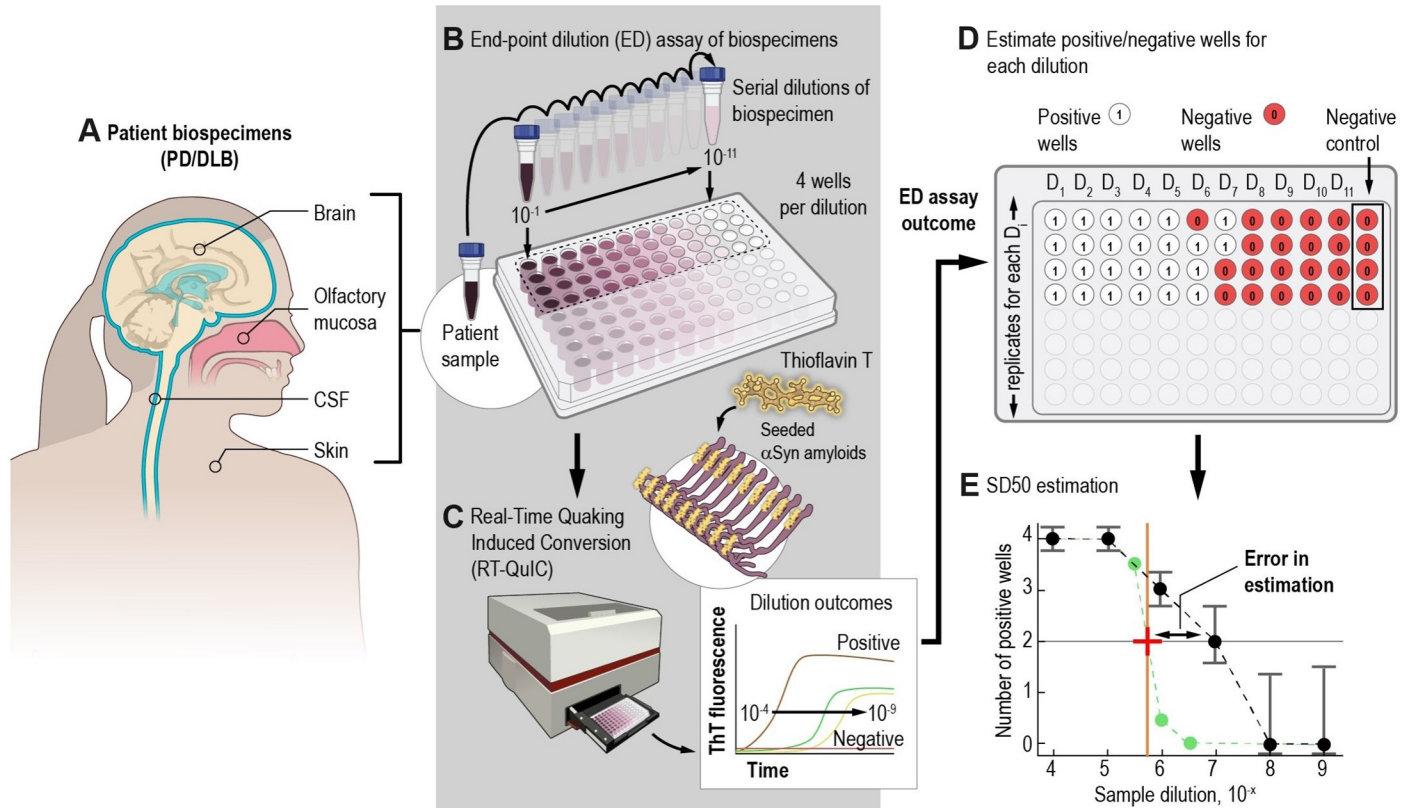 A Patient biospecimens
(PD/DLB)
Brain
Olfactory
mucosa
CSF
Skin
B End-point dilution (ED) assay of biospecimens
Serial dilutions of
biospecimen
10⁻¹
10⁻¹¹
4 wells
per dilution
Patient
sample
Thioflavin T
Seeded
αSyn amyloids
C Real-Time Quaking
Induced Conversion
(RT-QuIC)
Dilution outcomes
Positive
10⁻⁴
10⁻⁹
Negative
ThT fluorescence
Time
ED assay
outcome
D Estimate positive/negative wells for
each dilution
Positive 1
wells
Negative 0
wells
Negative
control
D₁ D₂ D₃ D₄ D₅ D₆ D₇ D₈ D₉ D₁₀ D₁₁
1 1 1 1 1 0 1 0 0 0 0 0
1 1 1 1 1 1 1 0 0 0 0 0
1 1 1 1 1 1 0 0 0 0 0 0
1 1 1 1 1 1 0 0 0 0 0 0
replicates for each Dᵢ
E SD50 estimation
Error in
estimation
Number of positive wells
4
3
2
1
0
4 5 6 7 8 9
Sample dilution, 10⁻ˣ